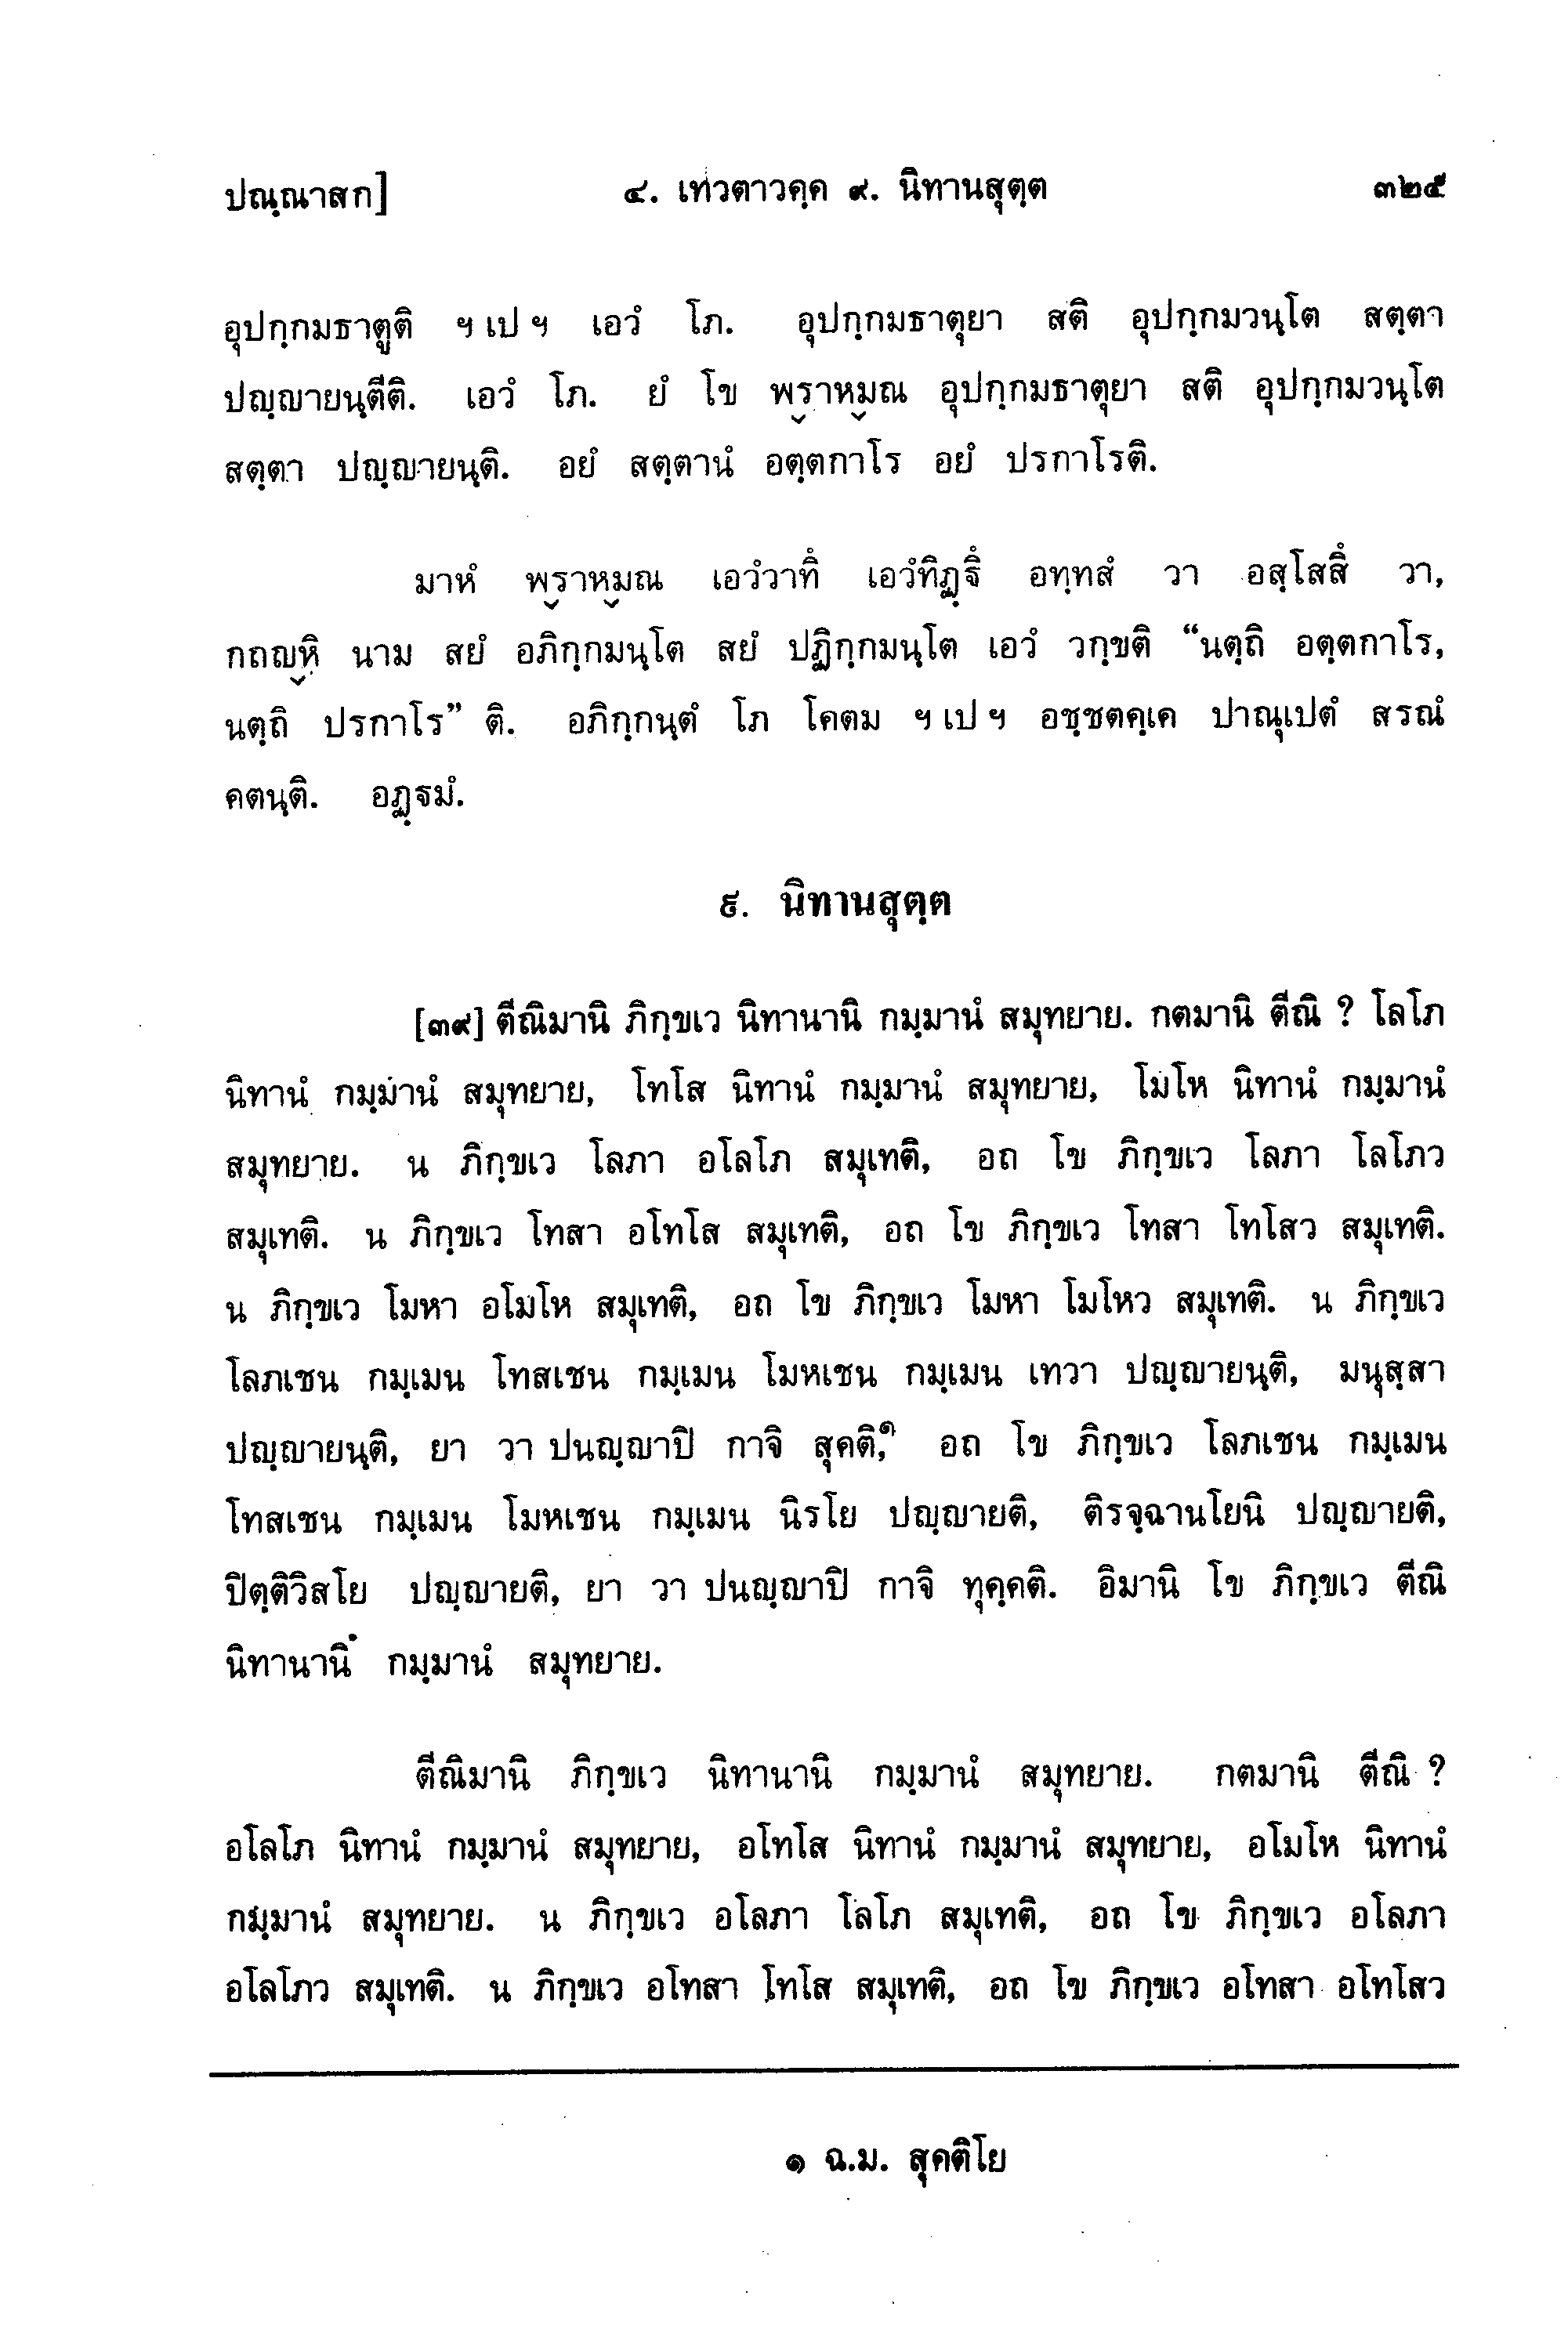 ปณฺณาสก] ๔. เทวตาวคฺค ๙. นิทานสุตฺต ๓๒๕
อุปกฺกมธาตูติ ฯ เป ฯ เอวํ โภ. อุปกฺกมธาตุยา สติ อุปกฺกมวนฺโต สตฺตา
ปญฺญายนฺตีติ. เอวํ โภ. ยํ โข พฺราหฺมณ อุปกฺกมธาตุยา สติ อุปกฺกมวนฺโต
สตฺตา ปญฺญายนฺติ. อยํ สตฺตานํ อตฺตกาโร อยํ ปรกาโรติ.
มาหํ พฺราหฺมณ เอวํวาทึ เอวํทิฏฺฐึ อทฺทสํ วา อสฺโสสึ วา,
กถญฺหิ นาม สยํ อภิกฺกมนฺโต สยํ ปฏิกฺกมนฺโต เอวํ วกฺขติ “นตฺถิ อตฺตกาโร,
นตฺถิ ปรกาโร” ติ. อภิกฺกนฺตํ โภ โคตม ฯ เป ฯ อชฺชตคฺเค ปาณุเปตํ สรณํ
คตนฺติ. อฏฺฐมํ.
๙. นิทานสุตฺต
[๓๙] ตีณิมานิ ภิกฺขเว นิทานานิ กมฺมานํ สมุทยาย. กตมานิ ตีณิ ? โลโภ
นิทานํ กมฺมานํ สมุทยาย, โทโส นิทานํ กมฺมานํ สมุทยาย, โมโห นิทานํ กมฺมานํ
สมุทยาย. น ภิกฺขเว โลภา อโลโภ สมุเทติ, อถ โข ภิกฺขเว โลภา โลโภว
สมุเทติ. น ภิกฺขเว โทสา อโทโส สมุเทติ, อถ โข ภิกฺขเว โทสา โทโสว สมุเทติ.
น ภิกฺขเว โมหา อโมโห สมุเทติ, อถ โข ภิกฺขเว โมหา โมโหว สมุเทติ. น ภิกฺขเว
โลภเชน กมฺเมน โทสเชน กมฺเมน โมหเชน กมฺเมน เทวา ปญฺญายนฺติ, มนุสฺสา
ปญฺญายนฺติ, ยา วา ปนญฺญาปิ กาจิ สุคติ,๑ อถ โข ภิกฺขเว โลภเชน กมฺเมน
โทสเชน กมฺเมน โมหเชน กมฺเมน นิรโย ปญฺญายติ, ติรจฺฉานโยนิ ปญฺญายติ,
ปิตฺติวิสโย ปญฺญายติ, ยา วา ปนญฺญาปิ กาจิ ทุคฺคติ. อิมานิ โข ภิกฺขเว ตีณิ
นิทานานิ กมฺมานํ สมุทยาย.
ตีณิมานิ ภิกฺขเว นิทานานิ กมฺมานํ สมุทยาย. กตมานิ ตีณิ ?
อโลโภ นิทานํ กมฺมานํ สมุทยาย, อโทโส นิทานํ กมฺมานํ สมุทยาย, อโมโห นิทานํ
กมฺมานํ สมุทยาย. น ภิกฺขเว อโลภา โลโภ สมุเทติ, อถ โข ภิกฺขเว อโลภา
อโลโภว สมุเทติ. น ภิกฺขเว อโทสา โทโส สมุเทติ, อถ โข ภิกฺขเว อโทสา อโทโสว
๑ ฉ.ม. สุคติโย